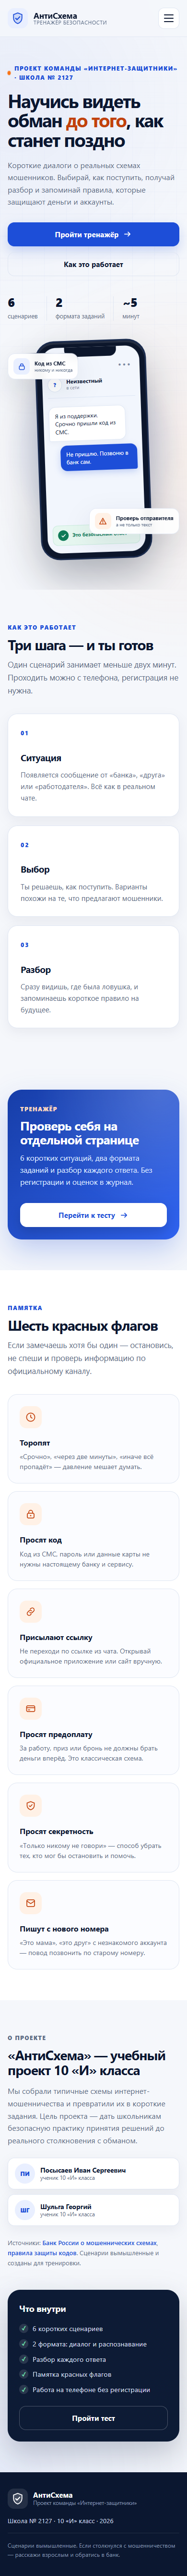 АнтиСхема
ТРЕНАЖЁР БЕЗОПАСНОСТИ
ПРОЕКТ КОМАНДЫ «ИНТЕРНЕТ-ЗАЩИТНИКИ»
· ШКОЛА № 2127
Научись видеть
обман до того, как
станет поздно
Короткие диалоги о реальных схемах
мошенников. Выбирай, как поступить, получай
разбор и запоминай правила, которые
защищают деньги и аккаунты.
Пройти тренажёр →
Как это работает
6
сценариев
2
формата заданий
~5
минут
Код из СМС
никому и никогда
?
Неизвестный
в сети
Я из поддержки.
Срочно пришли код из
СМС.
Не пришлю. Позвоню в
банк сам.
Проверь отправителя
а не только текст
Это безопасный
КАК ЭТО РАБОТАЕТ
Три шага — и ты готов
Один сценарий занимает меньше двух минут.
Проходить можно с телефона, регистрация не
нужна.
01
Ситуация
Появляется сообщение от «банка», «друга»
или «работодателя». Всё как в реальном
чате.
02
Выбор
Ты решаешь, как поступить. Варианты
похожи на те, что предлагают мошенники.
03
Разбор
Сразу видишь, где была ловушка, и
запоминаешь короткое правило на
будущее.
ТРЕНАЖЁР
Проверь себя на
отдельной странице
6 коротких ситуаций, два формата
заданий и разбор каждого ответа. Без
регистрации и оценок в журнал.
Перейти к тесту →
ПАМЯТКА
Шесть красных флагов
Если замечаешь хотя бы один — остановись,
не спеши и проверь информацию по
официальному каналу.
Торопят
«Срочно», «через две минуты», «иначе всё
пропадёт» — давление мешает думать.
Просят код
Код из СМС, пароль или данные карты не
нужны настоящему банку и сервису.
Присылают ссылку
Не переходи по ссылке из чата. Открывай
официальное приложение или сайт вручную.
Просят предоплату
За работу, приз или бронь не должны брать
деньги вперёд. Это классическая схема.
Просят секретность
«Только никому не говори» — способ убрать
тех, кто мог бы остановить и помочь.
Пишут с нового номера
«Это мама», «это друг» с незнакомого аккаунта
— повод позвонить по старому номеру.
О ПРОЕКТЕ
«АнтиСхема» — учебный
проект 10 «И» класса
Мы собрали типичные схемы интернет-
мошенничества и превратили их в короткие
задания. Цель проекта — дать школьникам
безопасную практику принятия решений до
реального столкновения с обманом.
ПИ
Посысаев Иван Сергеевич
ученик 10 «И» класса
ШГ
Шульга Георгий
ученик 10 «И» класса
Источники: Банк России о мошеннических схемах,
правила защиты кодов. Сценарии вымышленные и
созданы для тренировки.
Что внутри
6 коротких сценариев
2 формата: диалог и распознавание
Разбор каждого ответа
Памятка красных флагов
Работа на телефоне без регистрации
Пройти тест
АнтиСхема
Проект команды «Интернет-защитники»
Школа № 2127 · 10 «И» класс · 2026
Сценарии вымышленные. Если столкнулся с мошенничеством
— расскажи взрослым и обратись в банк.